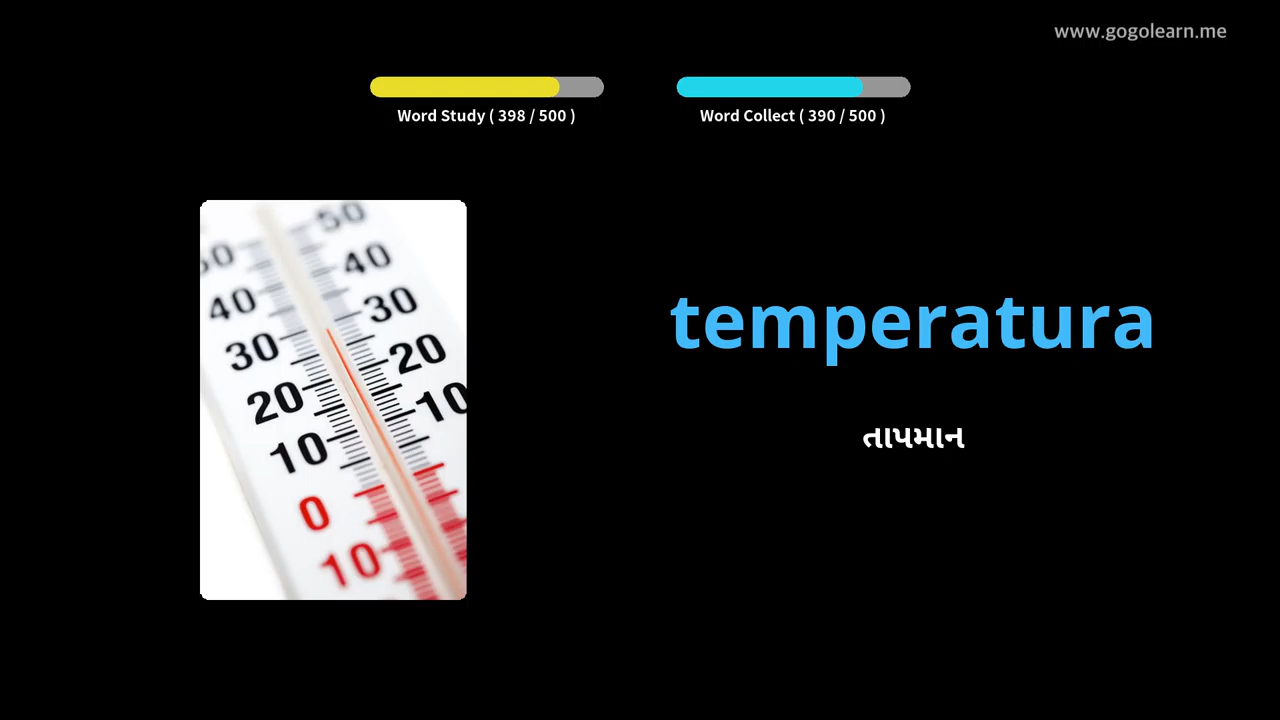 www.gogolearn.me
Word Study ( 398 / 500 )
Word Collect ( 390 / 500 )
50
40
40
30
30
20
20
10
10
0
10
temperatura
તાપમાન